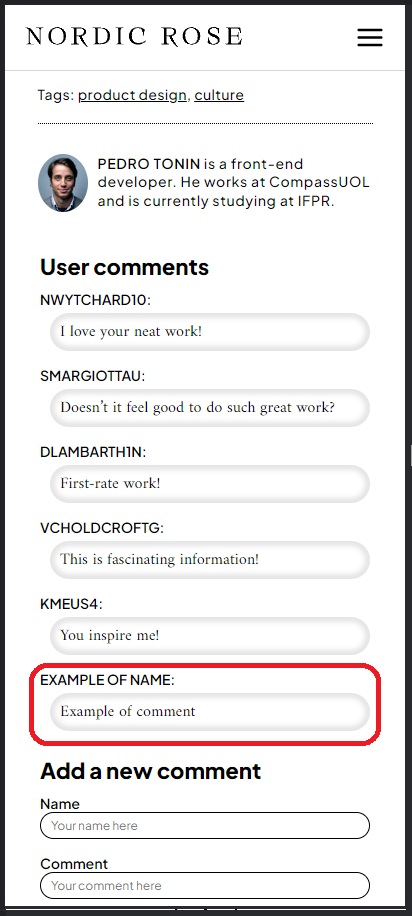 NORDIC ROSE
Tags: product design, culture
PEDRO TONIN is a front-end
developer. He works at CompassUOL
and is currently studying at IFPR.
User comments
NWYTCHARD10:
I love your neat work!
SMARGIOTTAU:
Doesn't it feel good to do such great work?
DLAMBARTH1N:
First-rate work!
VCHOLDCROFTG:
This is fascinating information!
KMEUS4:
You inspire me!
EXAMPLE OF NAME:
Example of comment
Add a new comment
Name
Your name here
Comment
Your comment here